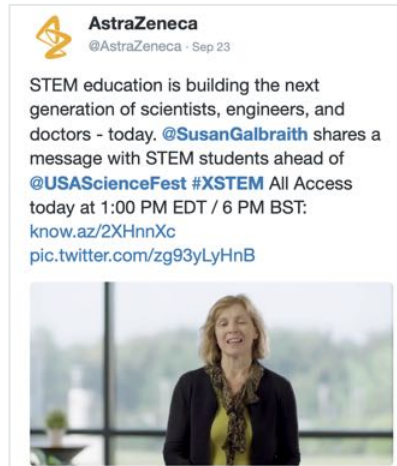 AstraZeneca
@AstraZeneca · Sep 23
STEM education is building the next
generation of scientists, engineers, and
doctors - today. @SusanGalbraith shares a
message with STEM students ahead of
@USAScienceFest #XSTEM All Access
today at 1:00 PM EDT / 6 PM BST:
know.az/2XHnnXc
pic.twitter.com/zg93yLyHnB